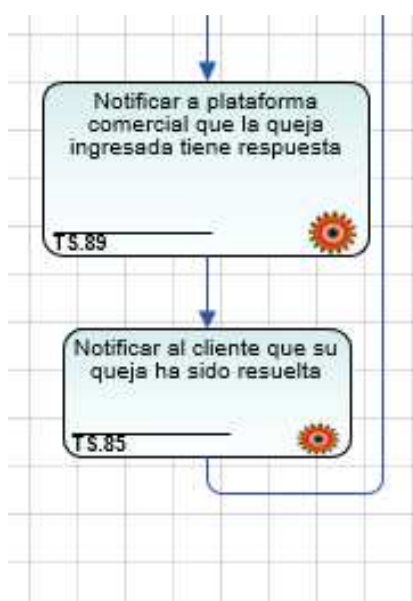 Notificar a plataforma
comercial que la queja
ingresada tiene respuesta
TS.89
Notificar al cliente que su
queja ha sido resuelta
TS.85